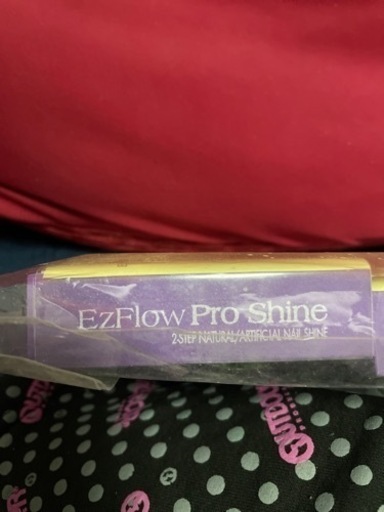 EzFlow Pro Shine
2-STEP NATURAL/ARTIFICIAL NAIL SHINE